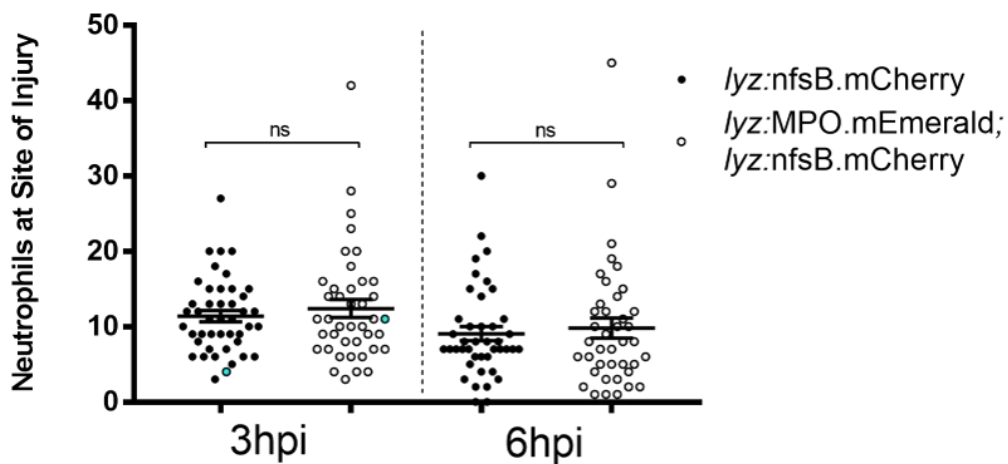 Neutrophils at Site of Injury
50
40
30
20
10
0
ns
ns
3hpi
6hpi
lyz:nfsB.mCherry
lyz:MPO.mEmerald;
lyz:nfsB.mCherry